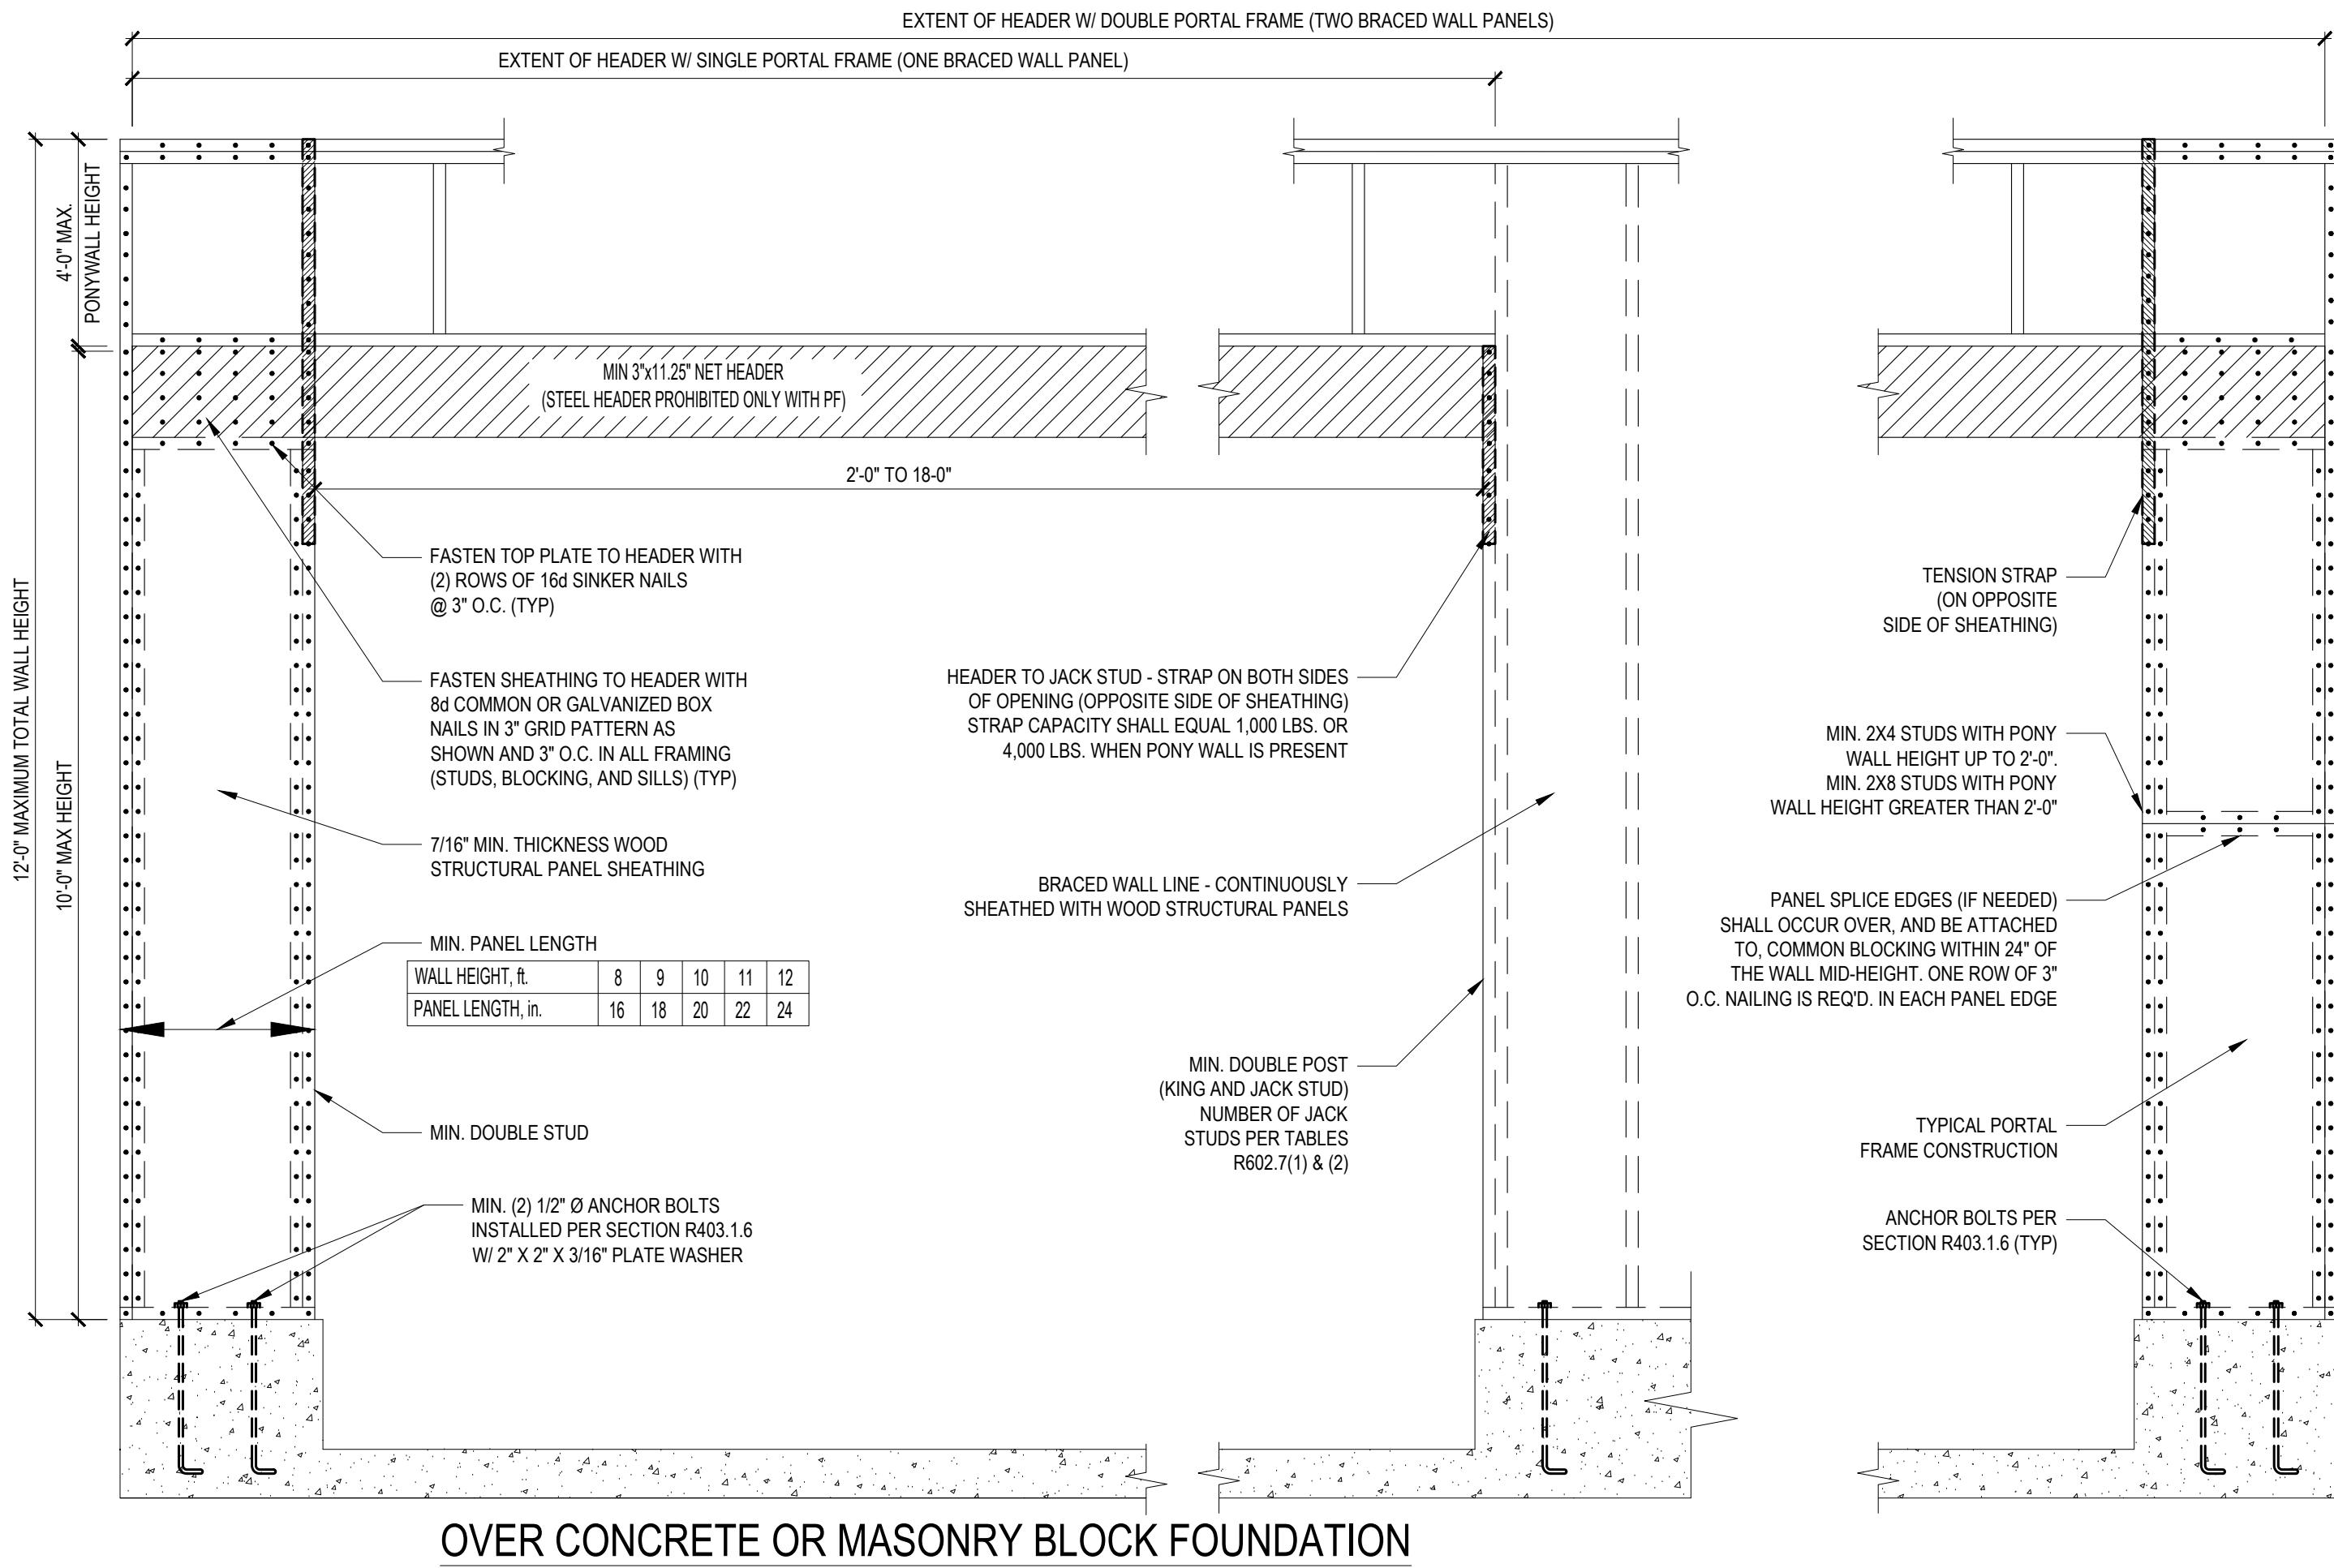 EXTENT OF HEADER W/ DOUBLE PORTAL FRAME (TWO BRACED WALL PANELS)
EXTENT OF HEADER W/ SINGLE PORTAL FRAME (ONE BRACED WALL PANEL)
12'-0" MAXIMUM TOTAL WALL HEIGHT
4'-0" MAX.
PONYWALL HEIGHT
10'-0" MAX HEIGHT
MIN 3"x11.25" NET HEADER
(STEEL HEADER PROHIBITED ONLY WITH PF)
2'-0" TO 18-0"
FASTEN TOP PLATE TO HEADER WITH
(2) ROWS OF 16d SINKER NAILS
@ 3" O.C. (TYP)
FASTEN SHEATHING TO HEADER WITH
8d COMMON OR GALVANIZED BOX
NAILS IN 3" GRID PATTERN AS
SHOWN AND 3" O.C. IN ALL FRAMING
(STUDS, BLOCKING, AND SILLS) (TYP)
7/16" MIN. THICKNESS WOOD
STRUCTURAL PANEL SHEATHING
MIN. PANEL LENGTH
WALL HEIGHT, ft. 8 9 10 11 12
PANEL LENGTH, in. 16 18 20 22 24
MIN. DOUBLE STUD
MIN. (2) 1/2" Ø ANCHOR BOLTS
INSTALLED PER SECTION R403.1.6
W/ 2" X 2" X 3/16" PLATE WASHER
HEADER TO JACK STUD - STRAP ON BOTH SIDES
OF OPENING (OPPOSITE SIDE OF SHEATHING)
STRAP CAPACITY SHALL EQUAL 1,000 LBS. OR
4,000 LBS. WHEN PONY WALL IS PRESENT
BRACED WALL LINE - CONTINUOUSLY
SHEATHED WITH WOOD STRUCTURAL PANELS
MIN. DOUBLE POST
(KING AND JACK STUD)
NUMBER OF JACK
STUDS PER TABLES
R602.7(1) & (2)
TENSION STRAP
(ON OPPOSITE
SIDE OF SHEATHING)
MIN. 2X4 STUDS WITH PONY
WALL HEIGHT UP TO 2'-0".
MIN. 2X8 STUDS WITH PONY
WALL HEIGHT GREATER THAN 2'-0"
PANEL SPLICE EDGES (IF NEEDED)
SHALL OCCUR OVER, AND BE ATTACHED
TO, COMMON BLOCKING WITHIN 24" OF
THE WALL MID-HEIGHT. ONE ROW OF 3"
O.C. NAILING IS REQ'D. IN EACH PANEL EDGE
TYPICAL PORTAL
FRAME CONSTRUCTION
ANCHOR BOLTS PER
SECTION R403.1.6 (TYP)
OVER CONCRETE OR MASONRY BLOCK FOUNDATION